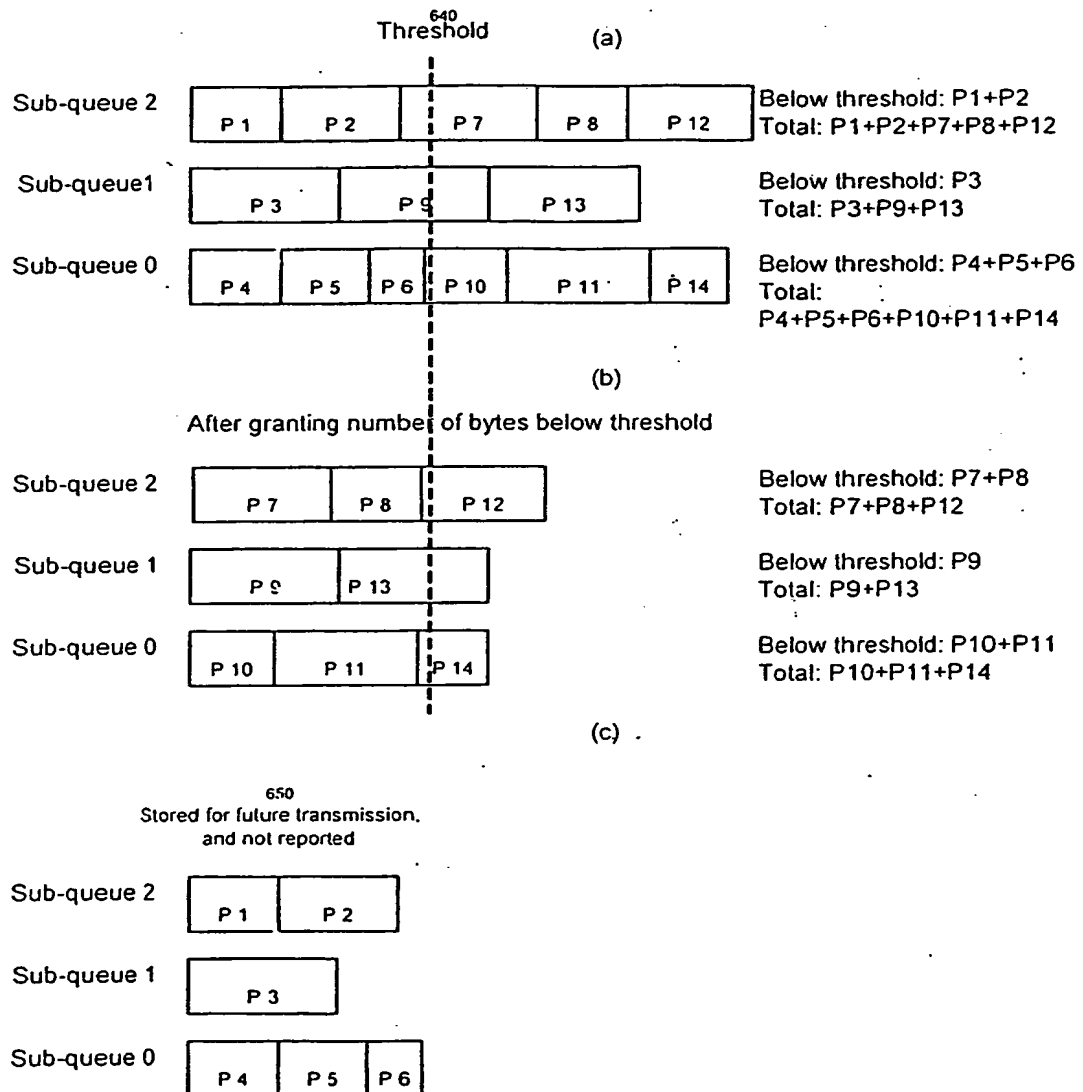 640
Threshold
(a)
Sub-queue 2
P 1 P 2 P 7 P 8 P 12
Below threshold: P1+P2
Total: P1+P2+P7+P8+P12
Sub-queue1
P 3 P 9 P 13
Below threshold: P3
Total: P3+P9+P13
Sub-queue 0
P 4 P 5 P 6 P 10 P 11 P 14
Below threshold: P4+P5+P6
Total:
P4+P5+P6+P10+P11+P14
(b)
After granting number of bytes below threshold
Sub-queue 2
P 7 P 8 P 12
Below threshold: P7+P8
Total: P7+P8+P12
Sub-queue 1
P 9 P 13
Below threshold: P9
Total: P9+P13
Sub-queue 0
P 10 P 11 P 14
Below threshold: P10+P11
Total: P10+P11+P14
(c)
650
Stored for future transmission,
and not reported
Sub-queue 2
P 1 P 2
Sub-queue 1
P 3
Sub-queue 0
P 4 P 5 P 6